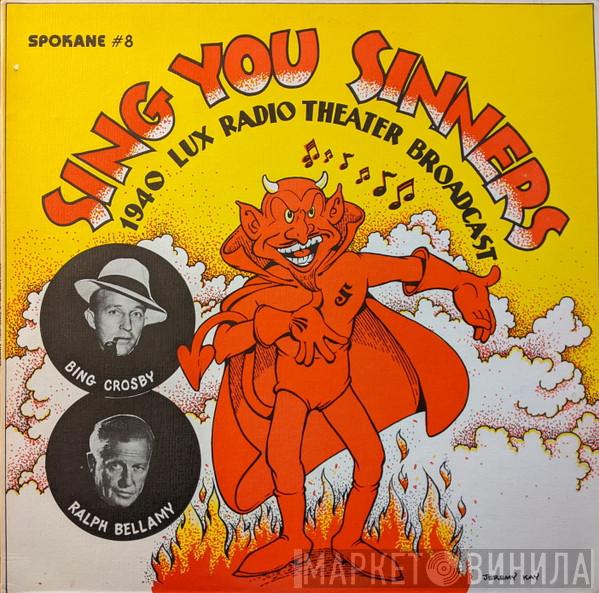 SPOKANE #8
SING YOU SINNERS
1940 LUX RADIO THEATER BROADCAST
BING CROSBY
RALPH BELLAMY
МАРКЕТ ВИНИЛА
JEREMY KAY